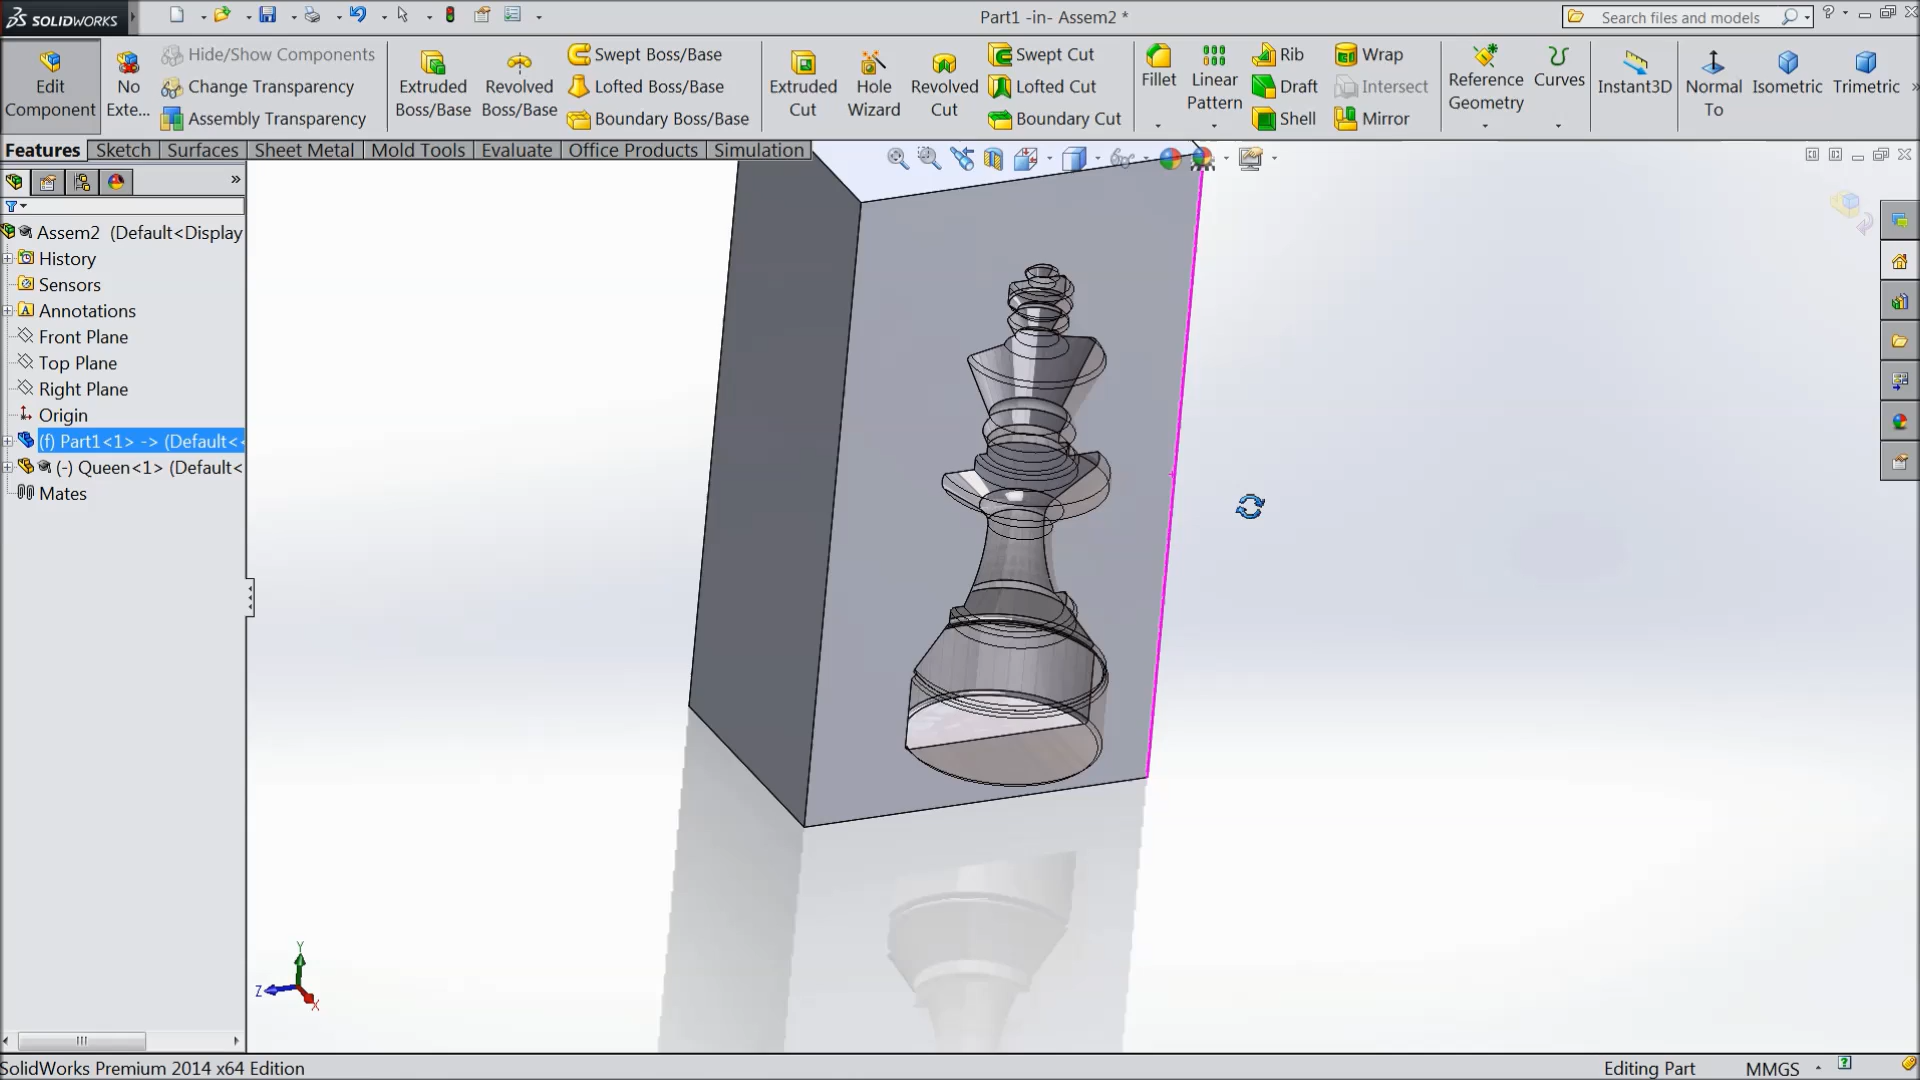 SOLIDWORKS
Part1 -in- Assem2 *
Search files and models
Edit Component
No Exte...
Hide/Show Components
Change Transparency
Assembly Transparency
Extruded Boss/Base
Revolved Boss/Base
Swept Boss/Base
Lofted Boss/Base
Boundary Boss/Base
Extruded Cut
Hole Wizard
Revolved Cut
Swept Cut
Lofted Cut
Boundary Cut
Fillet
Linear Pattern
Rib
Draft
Shell
Wrap
Intersect
Mirror
Reference Geometry
Curves
Instant3D
Normal To
Isometric
Trimetric
Features
Sketch
Surfaces
Sheet Metal
Mold Tools
Evaluate
Office Products
Simulation
Assem2 (Default<Display
History
Sensors
Annotations
Front Plane
Top Plane
Right Plane
Origin
(f) Part1<1> -> (Default<<
(-) Queen<1> (Default<
Mates
Y
Z
X
SolidWorks Premium 2014 x64 Edition
Editing Part
MMGS